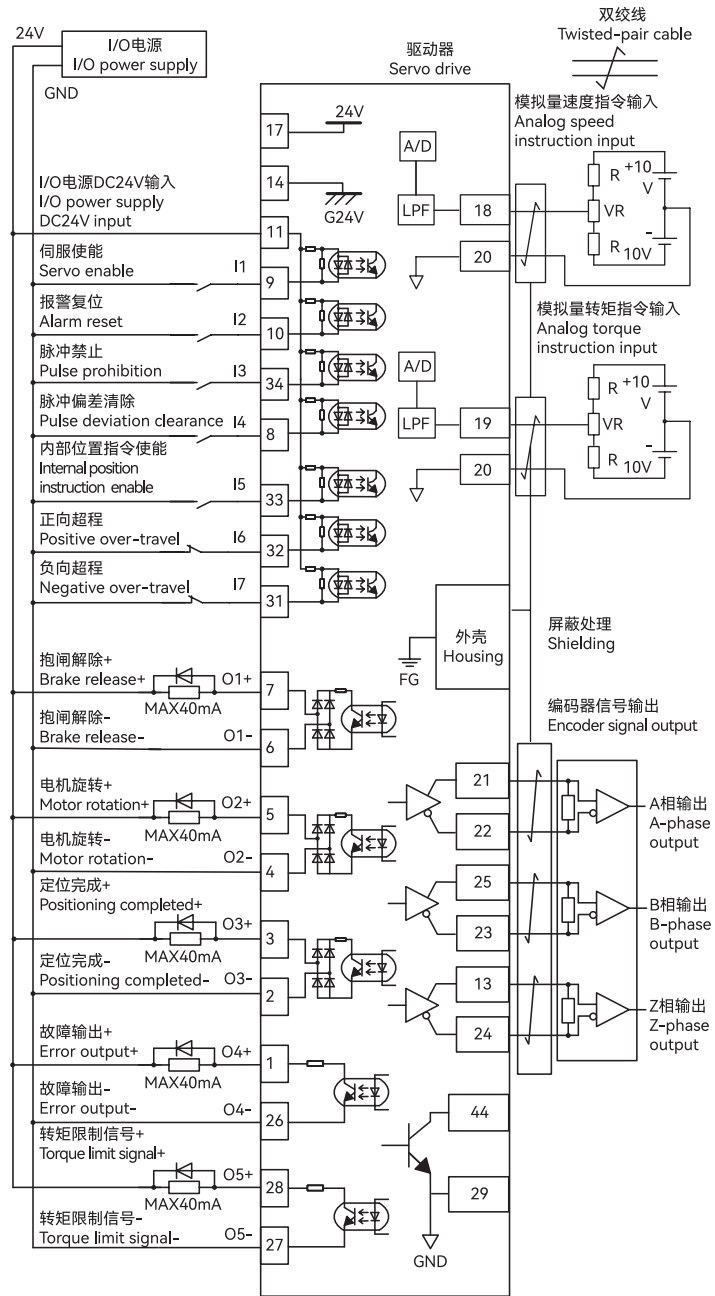 24V
I/O电源
I/O power supply
GND
驱动器
Servo drive
双绞线
Twisted-pair cable
17
24V
14
G24V
I/O电源DC24V输入
I/O power supply
DC24V input
11
伺服使能
Servo enable
I1
9
报警复位
Alarm reset
I2
10
脉冲禁止
Pulse prohibition
I3
34
脉冲偏差清除
Pulse deviation clearance
I4
8
内部位置指令使能
Internal position
instruction enable
I5
33
正向超程
Positive over-travel
I6
32
负向超程
Negative over-travel
I7
31
模拟量速度指令输入
Analog speed
instruction input
A/D
LPF
18
20
R
+10
V
VR
-
R
10V
模拟量转矩指令输入
Analog torque
instruction input
A/D
LPF
19
20
R
+10
V
VR
-
R
10V
外壳
Housing
FG
屏蔽处理
Shielding
抱闸解除+
Brake release+
MAX40mA
O1+
7
抱闸解除-
Brake release-
O1-
6
电机旋转+
Motor rotation+
MAX40mA
O2+
5
电机旋转-
Motor rotation-
O2-
4
定位完成+
Positioning completed+
MAX40mA
O3+
3
定位完成-
Positioning completed-
O3-
2
故障输出+
Error output+
MAX40mA
O4+
1
故障输出-
Error output-
O4-
26
转矩限制信号+
Torque limit signal+
MAX40mA
O5+
28
转矩限制信号-
Torque limit signal-
O5-
27
编码器信号输出
Encoder signal output
21
22
A相输出
A-phase
output
25
23
B相输出
B-phase
output
13
24
Z相输出
Z-phase
output
44
29
GND